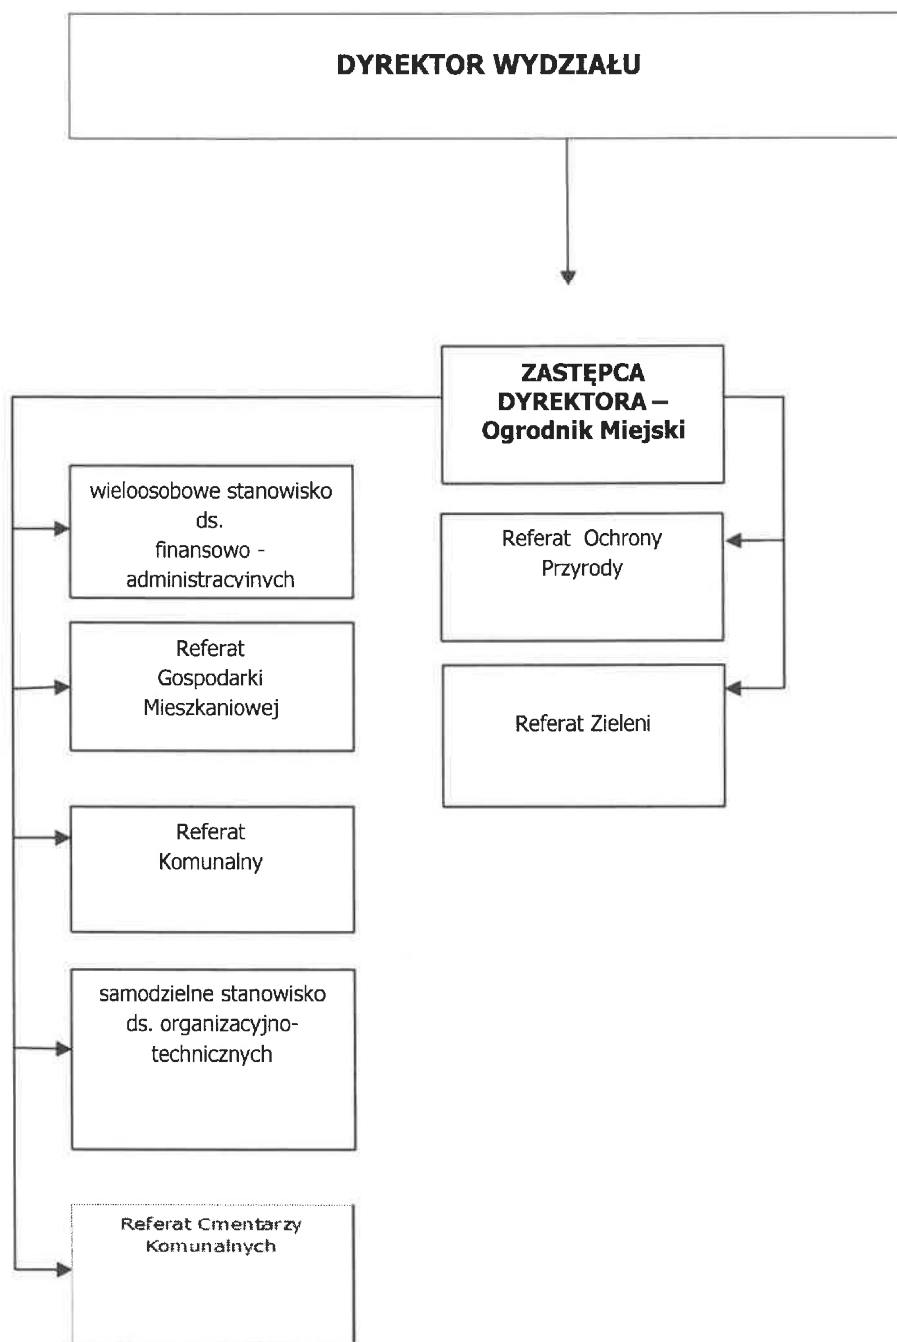 DYREKTOR WYDZIAŁU
ZASTĘPCA
DYREKTORA –
Ogrodnik Miejski
wieloosobowe stanowisko
ds.
finansowo -
administracyjnych
Referat
Gospodarki
Mieszkaniowej
Referat
Komunalny
samodzielne stanowisko
ds. organizacyjno-
technicznych
Referat Cmentarzy
Komunalnych
Referat Ochrony
Przyrody
Referat Zieleni